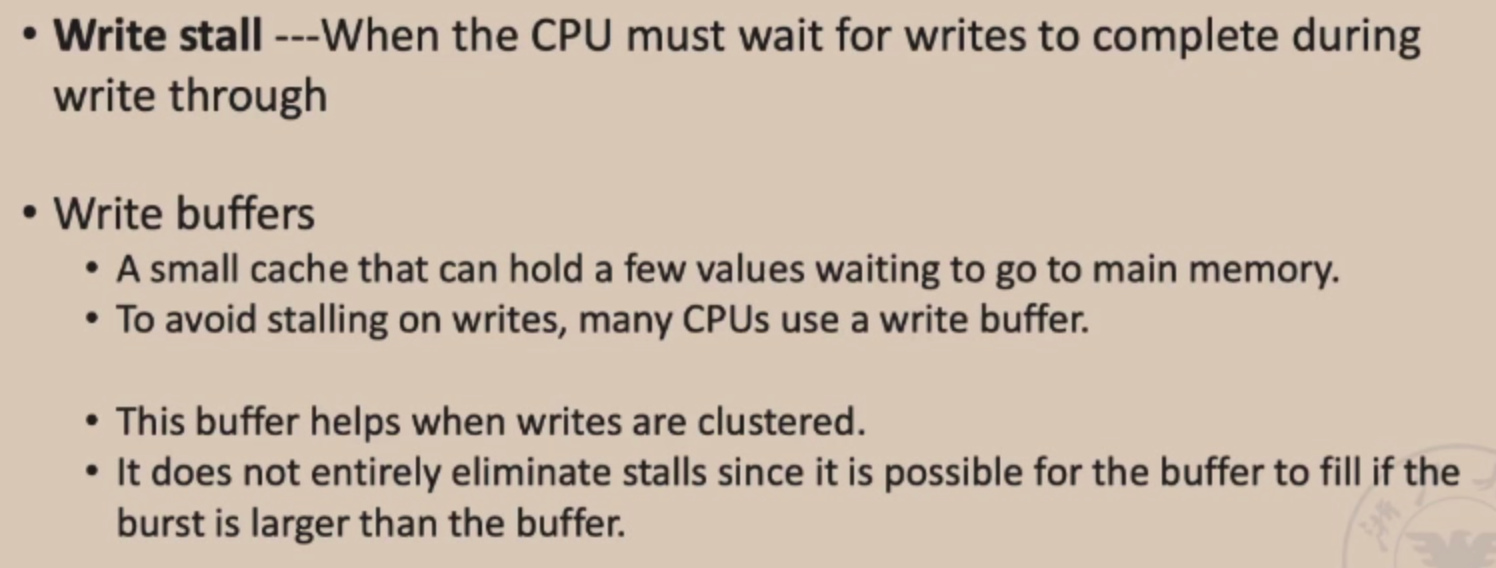 • Write stall ---When the CPU must wait for writes to complete during
write through
• Write buffers
• A small cache that can hold a few values waiting to go to main memory.
• To avoid stalling on writes, many CPUs use a write buffer.
• This buffer helps when writes are clustered.
• It does not entirely eliminate stalls since it is possible for the buffer to fill if the
burst is larger than the buffer.